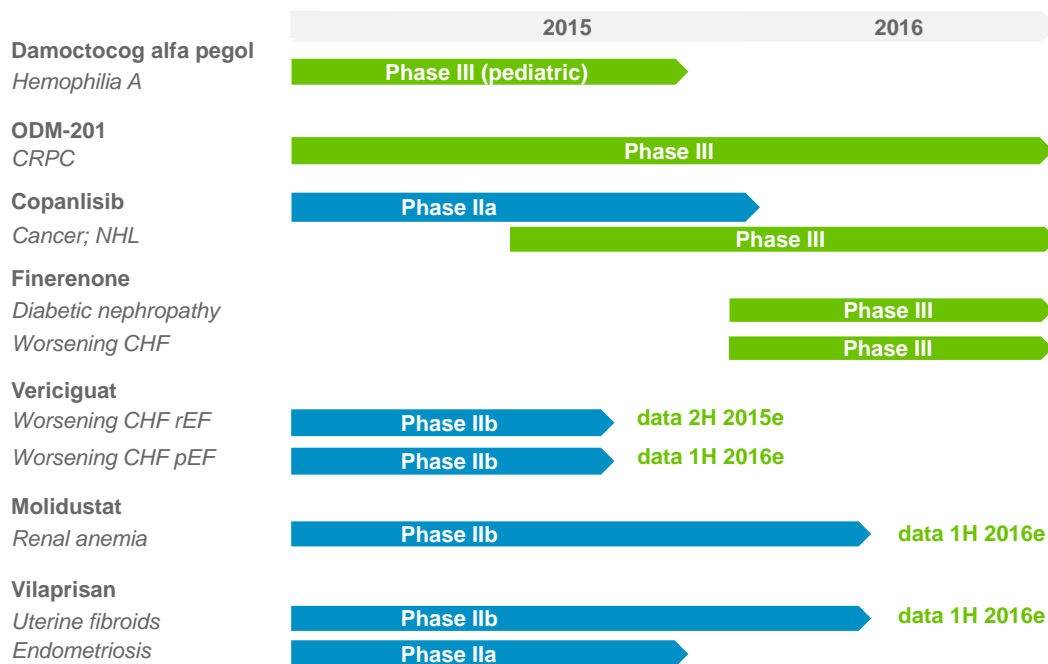 2015 2016
Damoctocog alfa pegol
Hemophilia A
Phase III (pediatric)
ODM-201
CRPC
Phase III
Copanlisib
Phase IIa
Cancer; NHL
Phase III
Finerenone
Diabetic nephropathy
Phase III
Worsening CHF
Phase III
Vericiguat
Worsening CHF rEF
Phase IIb
data 2H 2015e
Worsening CHF pEF
Phase IIb
data 1H 2016e
Molidustat
Renal anemia
Phase IIb
data 1H 2016e
Vilaprisan
Uterine fibroids
Phase IIb
data 1H 2016e
Endometriosis
Phase IIa